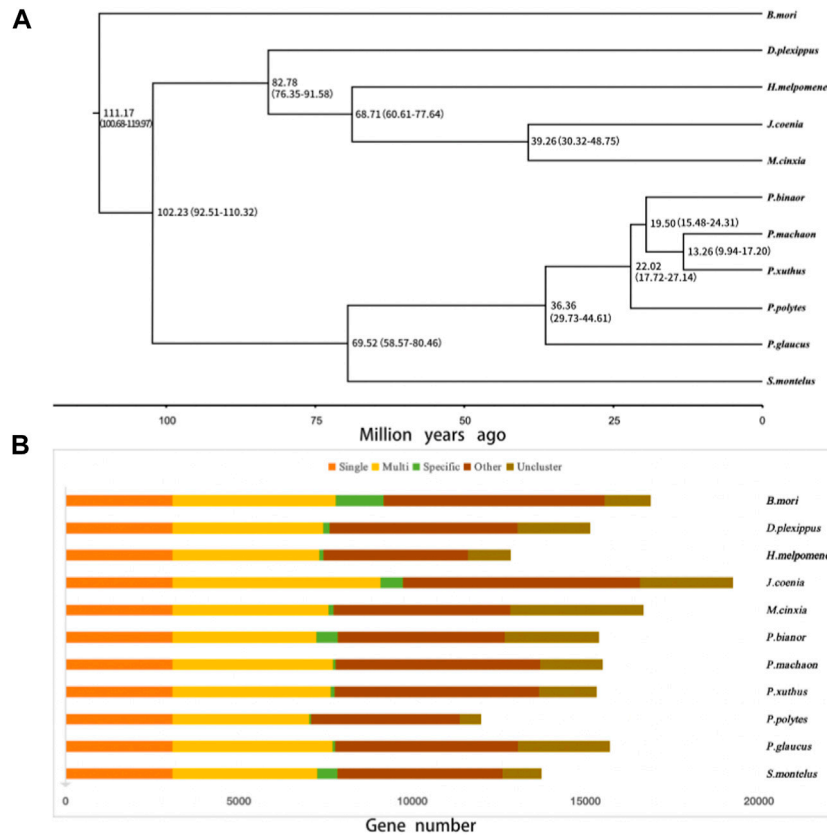 A
B.mori
D.plexippus
82.78
(76.35-91.58)
H.melpomene
111.17
(100.68-119.97)
68.71 (60.61-77.64)
J.coenia
39.26 (30.32-48.75)
M.cinxia
P.binaor
102.23 (92.51-110.32)
19.50 (15.48-24.31)
P.machaon
13.26 (9.94-17.20)
22.02
(17.72-27.14)
P.xuthus
36.36
(29.73-44.61)
P.polytes
69.52 (58.57-80.46)
P.glaucus
S.montelus
100 75 50 25 0
Million years ago
B
Single Multi Specific Other Uncluster
B.mori
D.plexippus
H.melpomene
J.coenia
M.cinxia
P.bianor
P.machaon
P.xuthus
P.polytes
P.glaucus
S.montelus
0 5000 10000 15000 20000
Gene number